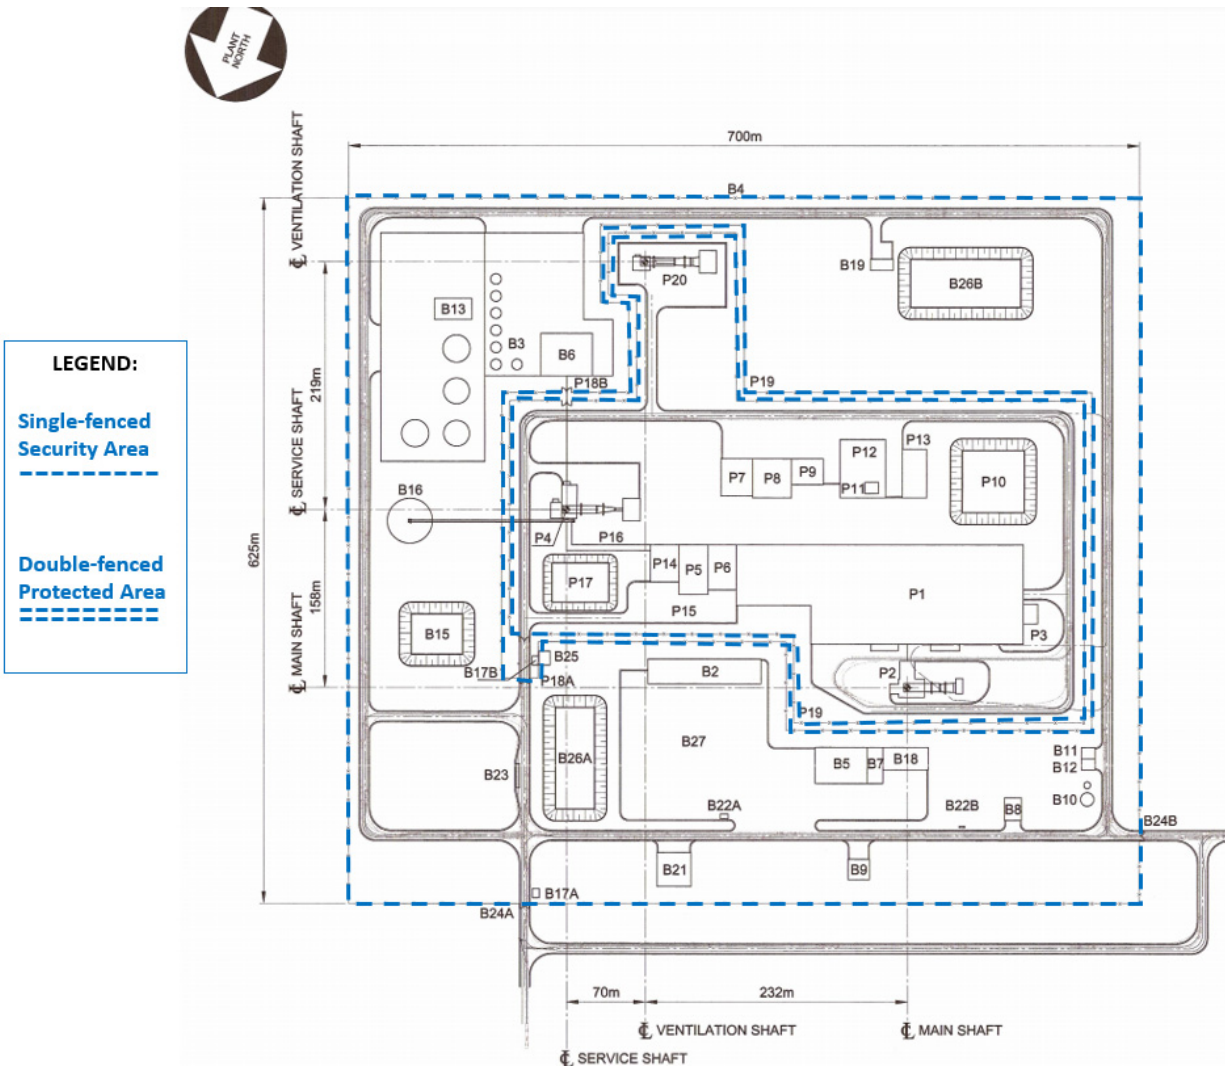 PLANT
NORTH
℄ VENTILATION SHAFT
700m
B4
B19
B26B
P20
B13
B3
B6
P18B
P19
219m
LEGEND:
Single-fenced
Security Area
Double-fenced
Protected Area
℄ SERVICE SHAFT
625m
158m
℄ MAIN SHAFT
B16
P7
P8
P9
P12
P11
P13
P10
P4
P16
P17
P14
P5
P6
P15
P1
P3
P2
B15
B17B
B25
P18A
B2
P19
B27
B26A
B23
B5
B7
B18
B11
B12
B10
B22A
B22B
B8
B24B
B21
B9
B17A
B24A
70m
232m
℄ VENTILATION SHAFT
℄ MAIN SHAFT
℄ SERVICE SHAFT